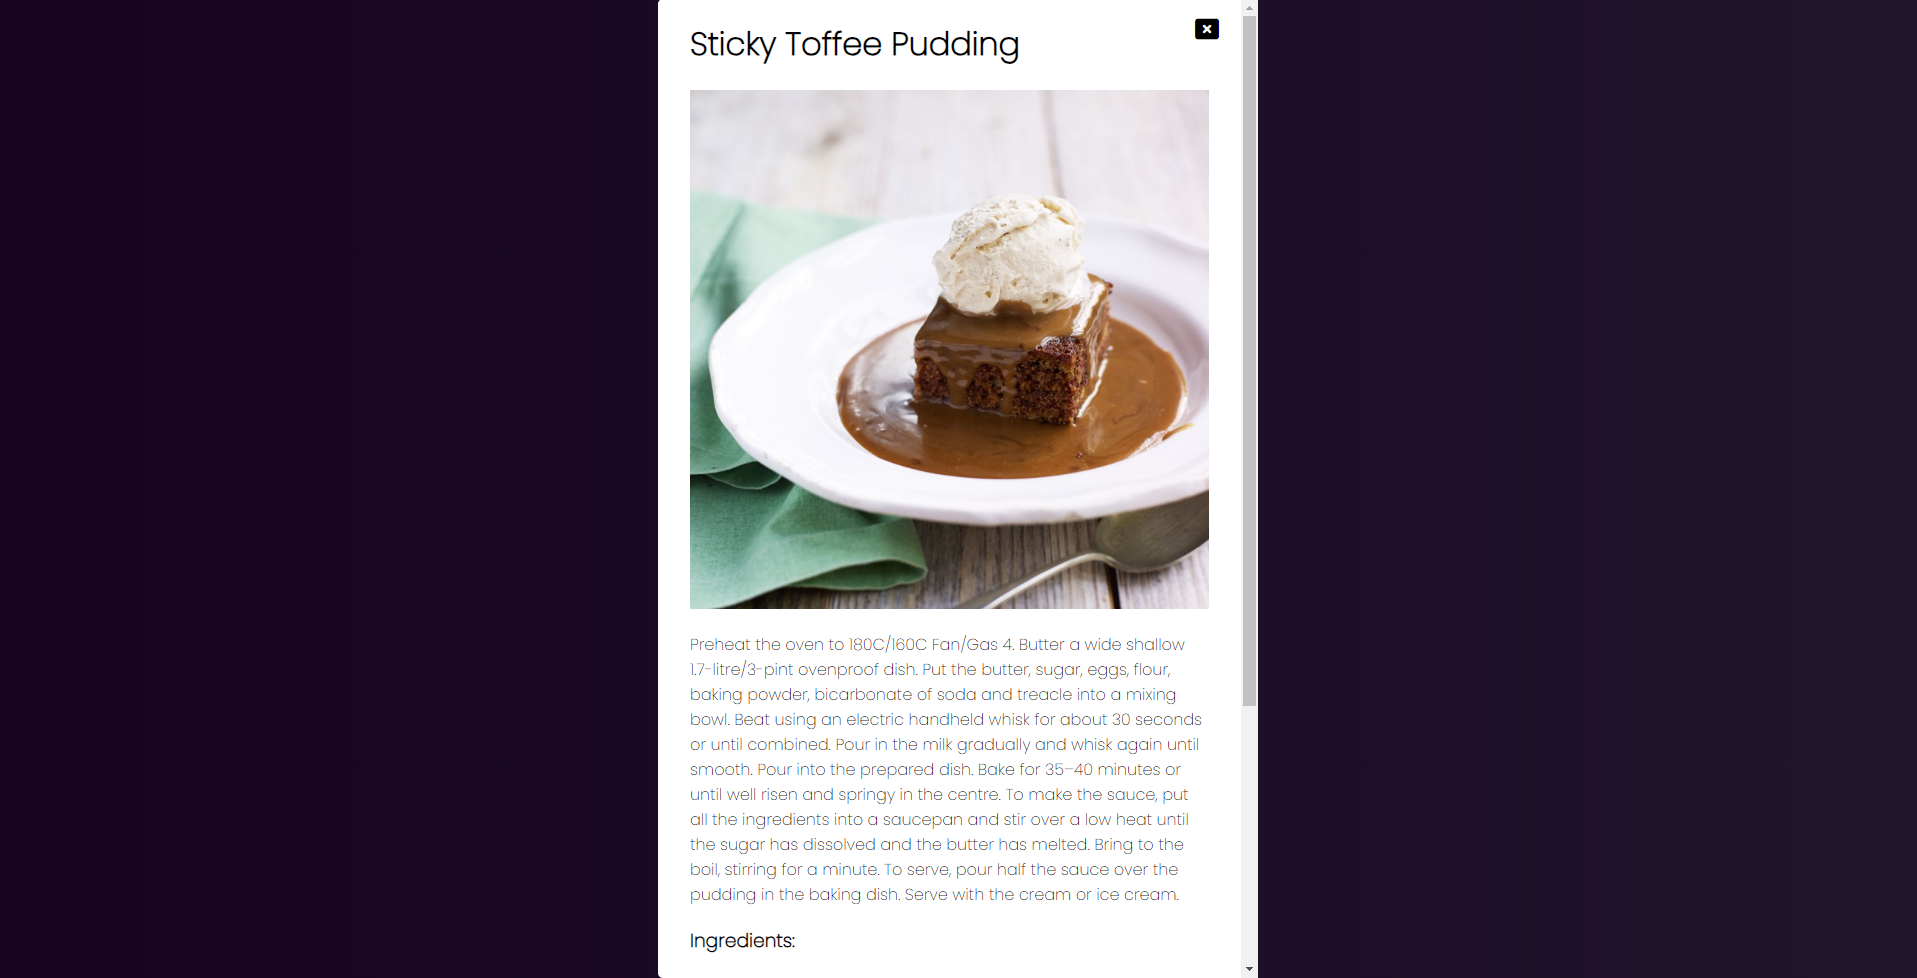 Sticky Toffee Pudding
Preheat the oven to 180C/160C Fan/Gas 4. Butter a wide shallow
1.7-litre/3-pint ovenproof dish. Put the butter, sugar, eggs, flour,
baking powder, bicarbonate of soda and treacle into a mixing
bowl. Beat using an electric handheld whisk for about 30 seconds
or until combined. Pour in the milk gradually and whisk again until
smooth. Pour into the prepared dish. Bake for 35–40 minutes or
until well risen and springy in the centre. To make the sauce, put
all the ingredients into a saucepan and stir over a low heat until
the sugar has dissolved and the butter has melted. Bring to the
boil, stirring for a minute. To serve, pour half the sauce over the
pudding in the baking dish. Serve with the cream or ice cream.
Ingredients: